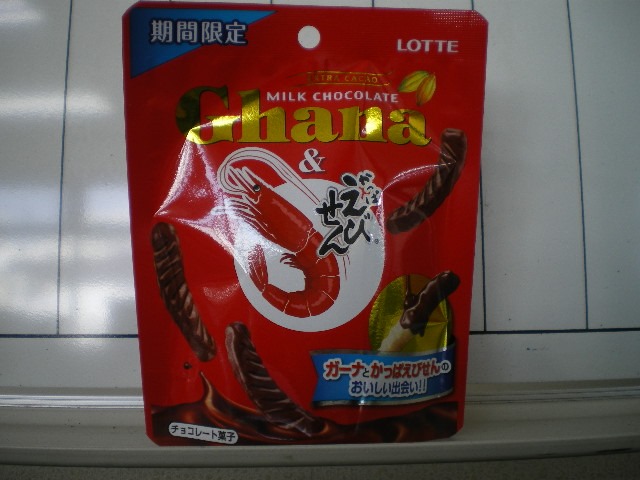 期間限定
LOTTE
EXTRA CACAO
MILK CHOCOLATE
Ghana
&
かっぱ
えび
せん
ガーナとかっぱえびせんの
おいしい出会い!!
チョコレート菓子